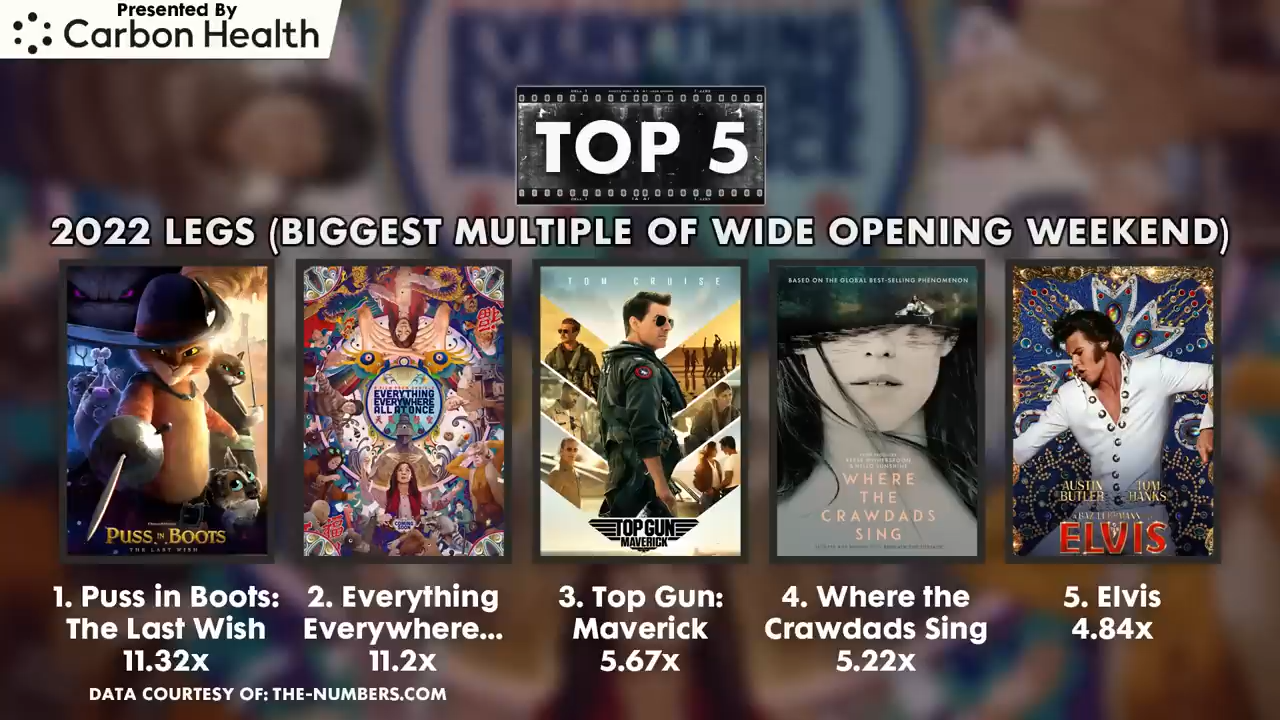 Presented By
Carbon Health
TOP 5
2022 LEGS (BIGGEST MULTIPLE OF WIDE OPENING WEEKEND)
PUSS IN BOOTS
THE LAST WISH
EVERYTHING
EVERYWHERE
ALL AT ONCE
COMING
SOON
TOM CRUISE
TOP GUN
MAVERICK
BASED ON THE GLOBAL BEST-SELLING PHENOMENON
WHERE
THE
CRAWDADS
SING
AUSTIN BUTLER
TOM HANKS
ELVIS
1. Puss in Boots:
The Last Wish
11.32x
2. Everything
Everywhere...
11.2x
3. Top Gun:
Maverick
5.67x
4. Where the
Crawdads Sing
5.22x
5. Elvis
4.84x
DATA COURTESY OF: THE-NUMBERS.COM